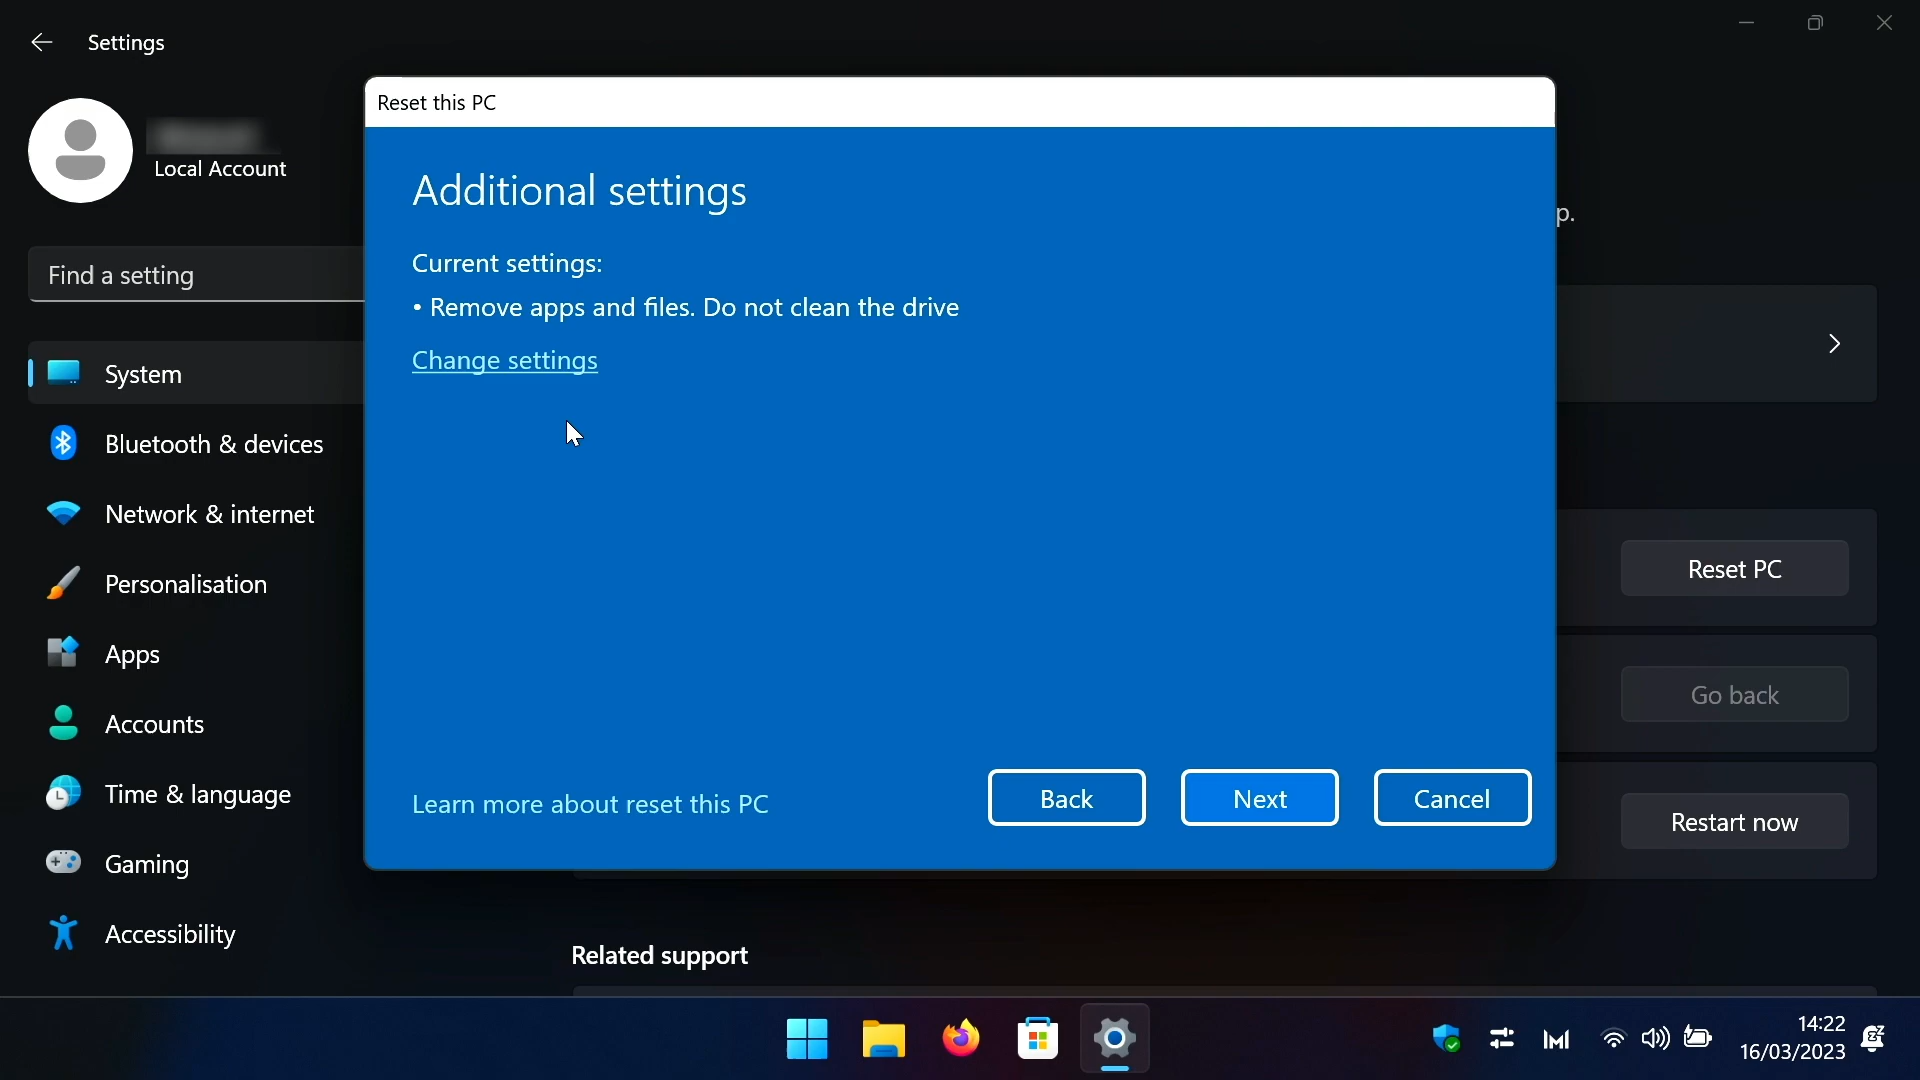 Settings
Local Account
Find a setting
System
Bluetooth & devices
Network & internet
Personalisation
Apps
Accounts
Time & language
Gaming
Accessibility
Reset this PC
Additional settings
Current settings:
• Remove apps and files. Do not clean the drive
Change settings
Learn more about reset this PC
Back
Next
Cancel
p.
Reset PC
Go back
Restart now
Related support
14:22
16/03/2023